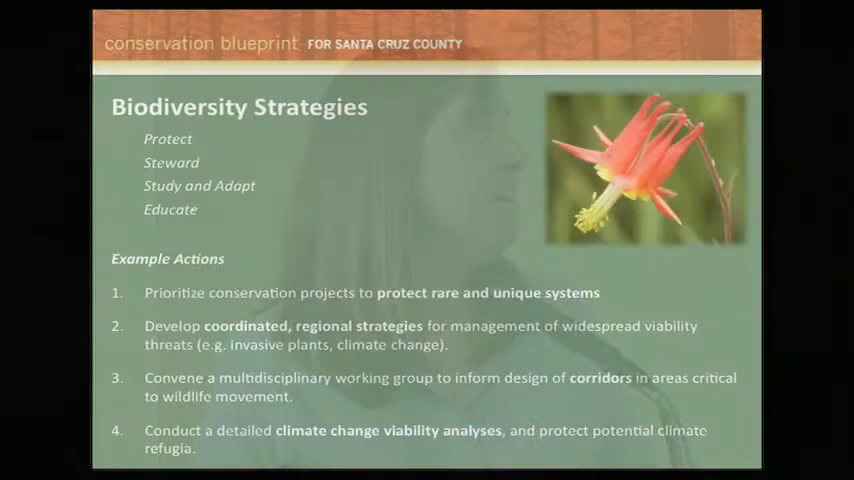 conservation blueprint FOR SANTA CRUZ COUNTY
Biodiversity Strategies
Protect
Steward
Study and Adapt
Educate
Example Actions
1. Prioritize conservation projects to protect rare and unique systems
2. Develop coordinated, regional strategies for management of widespread viability
threats (e.g. invasive plants, climate change).
3. Convene a multidisciplinary working group to inform design of corridors in areas critical
to wildlife movement.
4. Conduct a detailed climate change viability analyses, and protect potential climate
refugia.